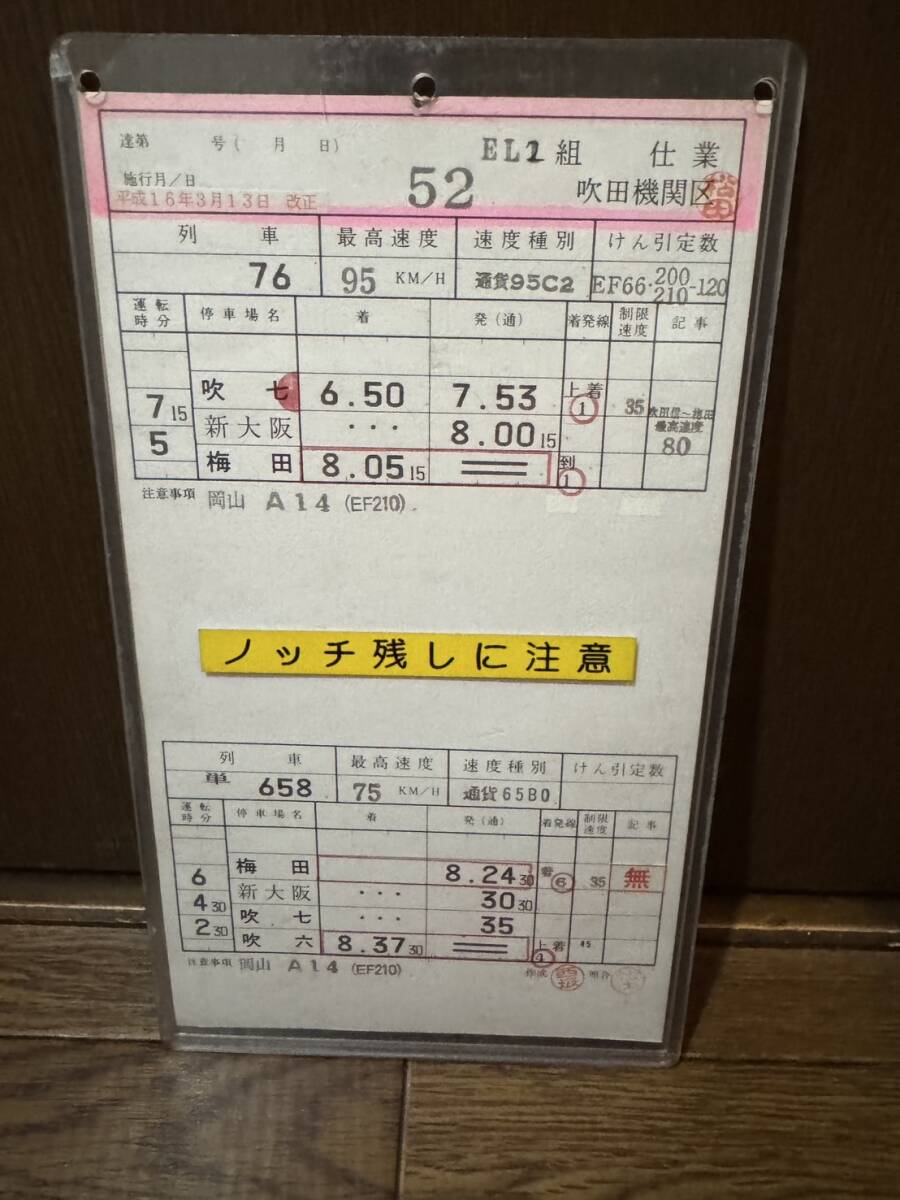 達第 号( 月 日) EL1組 仕業
施行月/日 52 吹田機関区
平成16年3月13日 改正
列車 最高速度 速度種別 けん引定数
76 95 KM/H 通貨95C2 EF66・200 210-120
運転時分 停車場名 着 発(通) 着発線 制限速度 記事
吹七 6.50 7.53 上着 ① 35 吹田信〜梅田
7 15 新大阪 ・・・ 8.00 15 最高速度
5 梅田 8.05 15 到 ① 80
注意事項 岡山 A14 (EF210).
ノッチ残しに注意
列車 最高速度 速度種別 けん引定数
単 658 75 KM/H 通貨65B0
運転時分 停車場名 着 発(通) 着発線 制限速度 記事
梅田 8.24 30 着 ⑥ 35 無
6 新大阪 ・・・ 30 30
4 30 吹七 ・・・ 35
2 30 吹六 8.37 30 上着 ④ 45
注意事項 岡山 A14 (EF210) 作成 照合